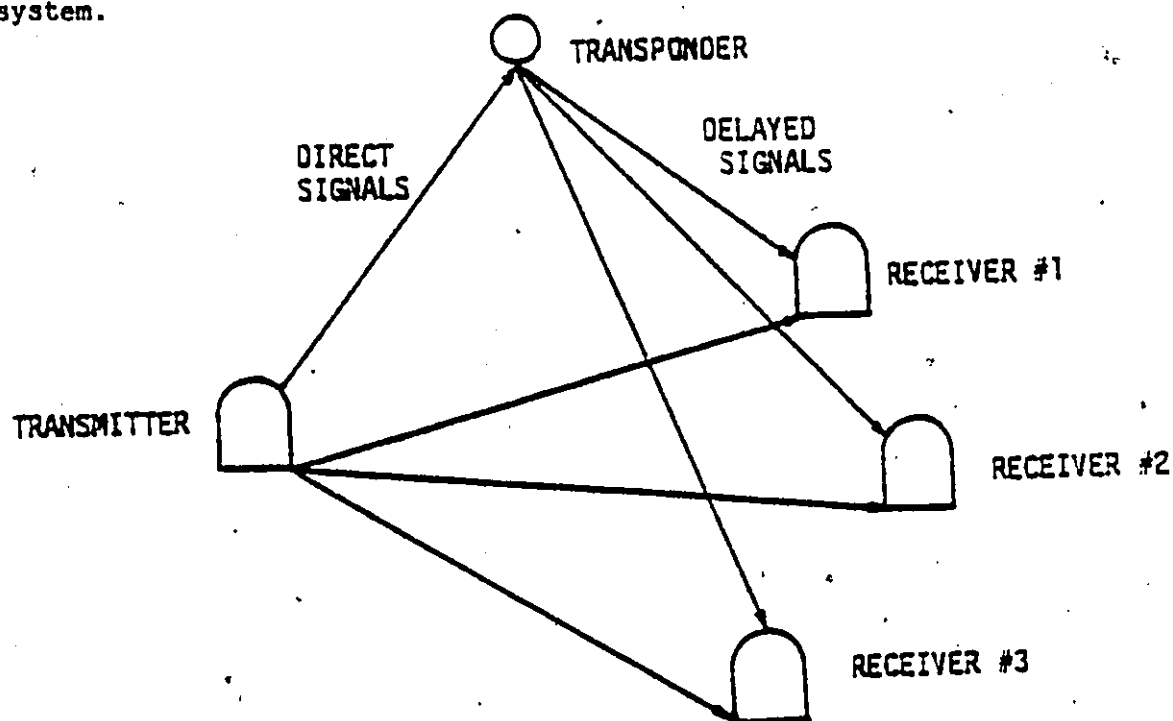 system.
TRANSPONDER
DIRECT
SIGNALS
DELAYED
SIGNALS
RECEIVER #1
TRANSMITTER
RECEIVER #2
RECEIVER #3